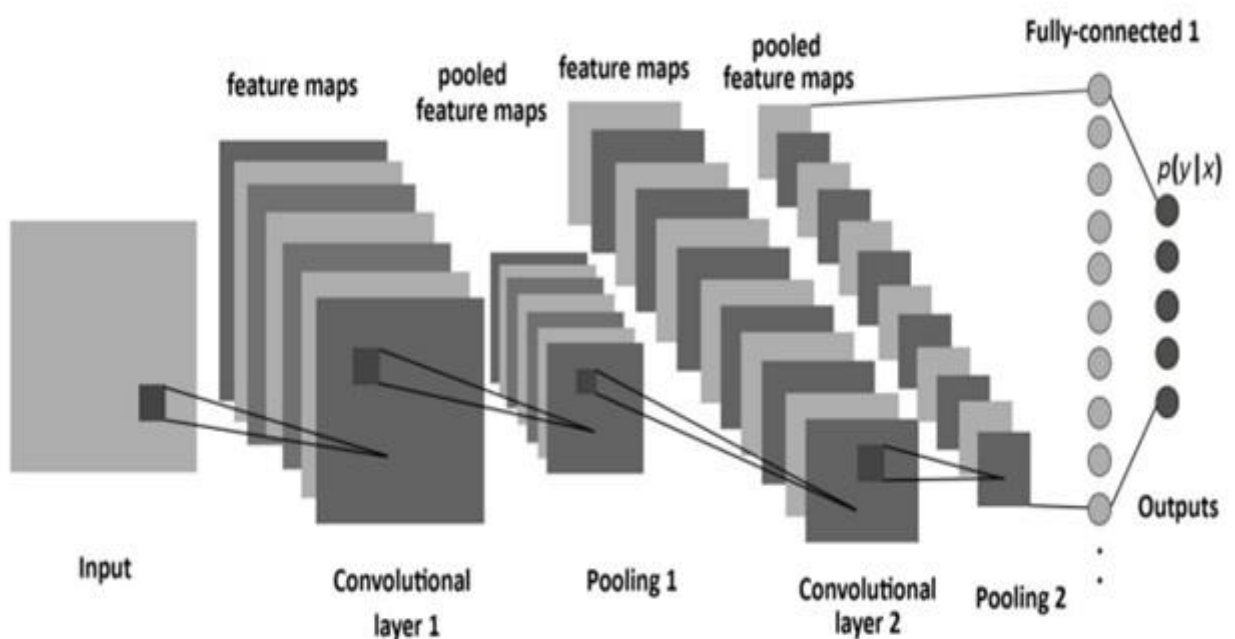 Fully-connected 1
feature maps
pooled
feature maps
feature maps
pooled
feature maps
p(y|x)
Outputs
Input
Convolutional
layer 1
Pooling 1
Convolutional
layer 2
Pooling 2